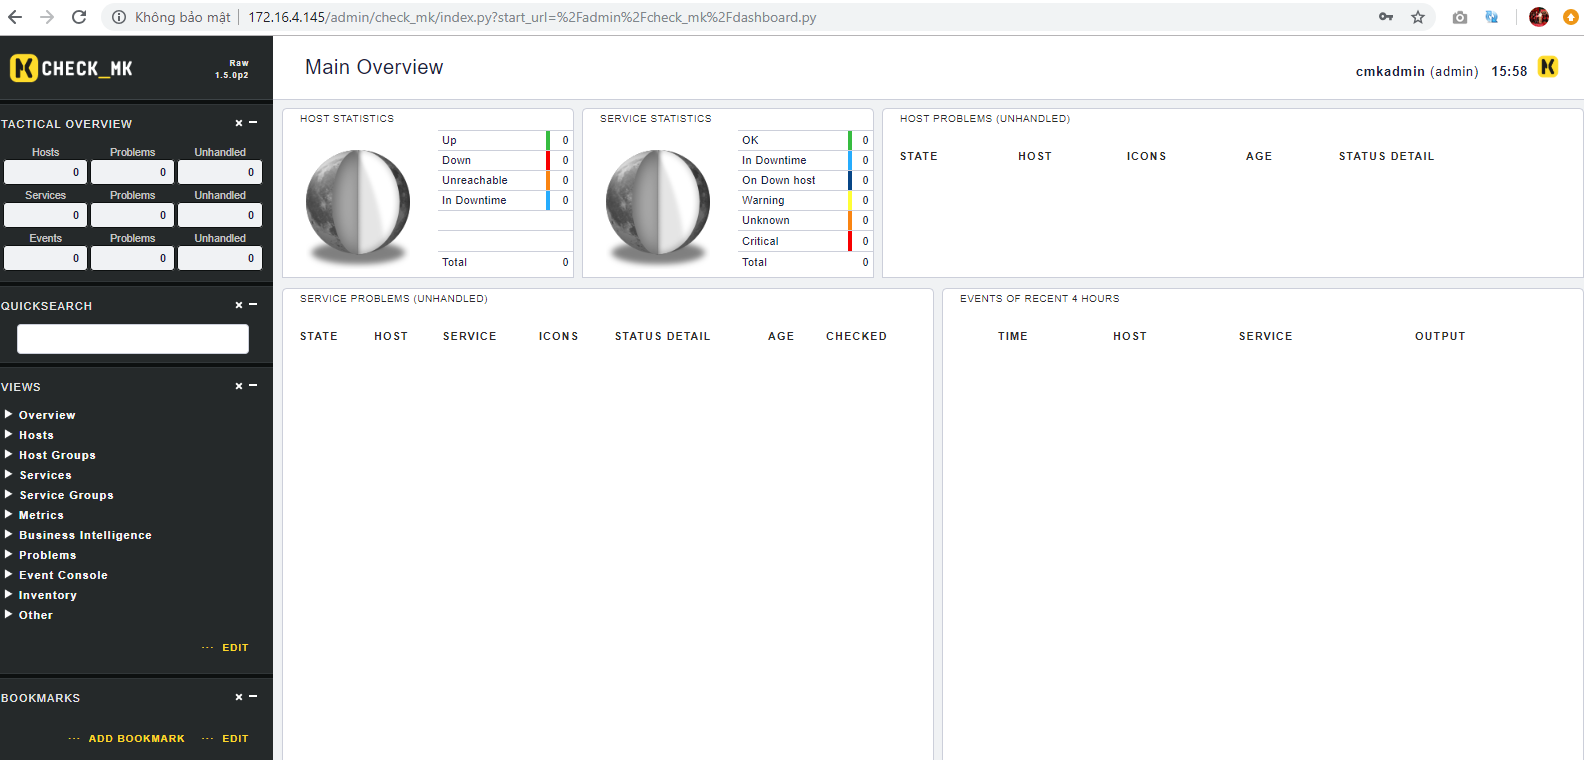 Không bảo mật | 172.16.4.145/admin/check_mk/index.py?start_url=%2Fadmin%2Fcheck_mk%2Fdashboard.py
CHECK_MK
Raw
1.5.0p2
Main Overview
cmkadmin (admin) 15:58
TACTICAL OVERVIEW
Hosts Problems Unhandled
0 0 0
Services Problems Unhandled
0 0 0
Events Problems Unhandled
0 0 0
QUICKSEARCH
VIEWS
Overview
Hosts
Host Groups
Services
Service Groups
Metrics
Business Intelligence
Problems
Event Console
Inventory
Other
EDIT
BOOKMARKS
ADD BOOKMARK EDIT
HOST STATISTICS
Up 0
Down 0
Unreachable 0
In Downtime 0
Total 0
SERVICE STATISTICS
OK 0
In Downtime 0
On Down host 0
Warning 0
Unknown 0
Critical 0
Total 0
HOST PROBLEMS (UNHANDLED)
STATE HOST ICONS AGE STATUS DETAIL
SERVICE PROBLEMS (UNHANDLED)
STATE HOST SERVICE ICONS STATUS DETAIL AGE CHECKED
EVENTS OF RECENT 4 HOURS
TIME HOST SERVICE OUTPUT